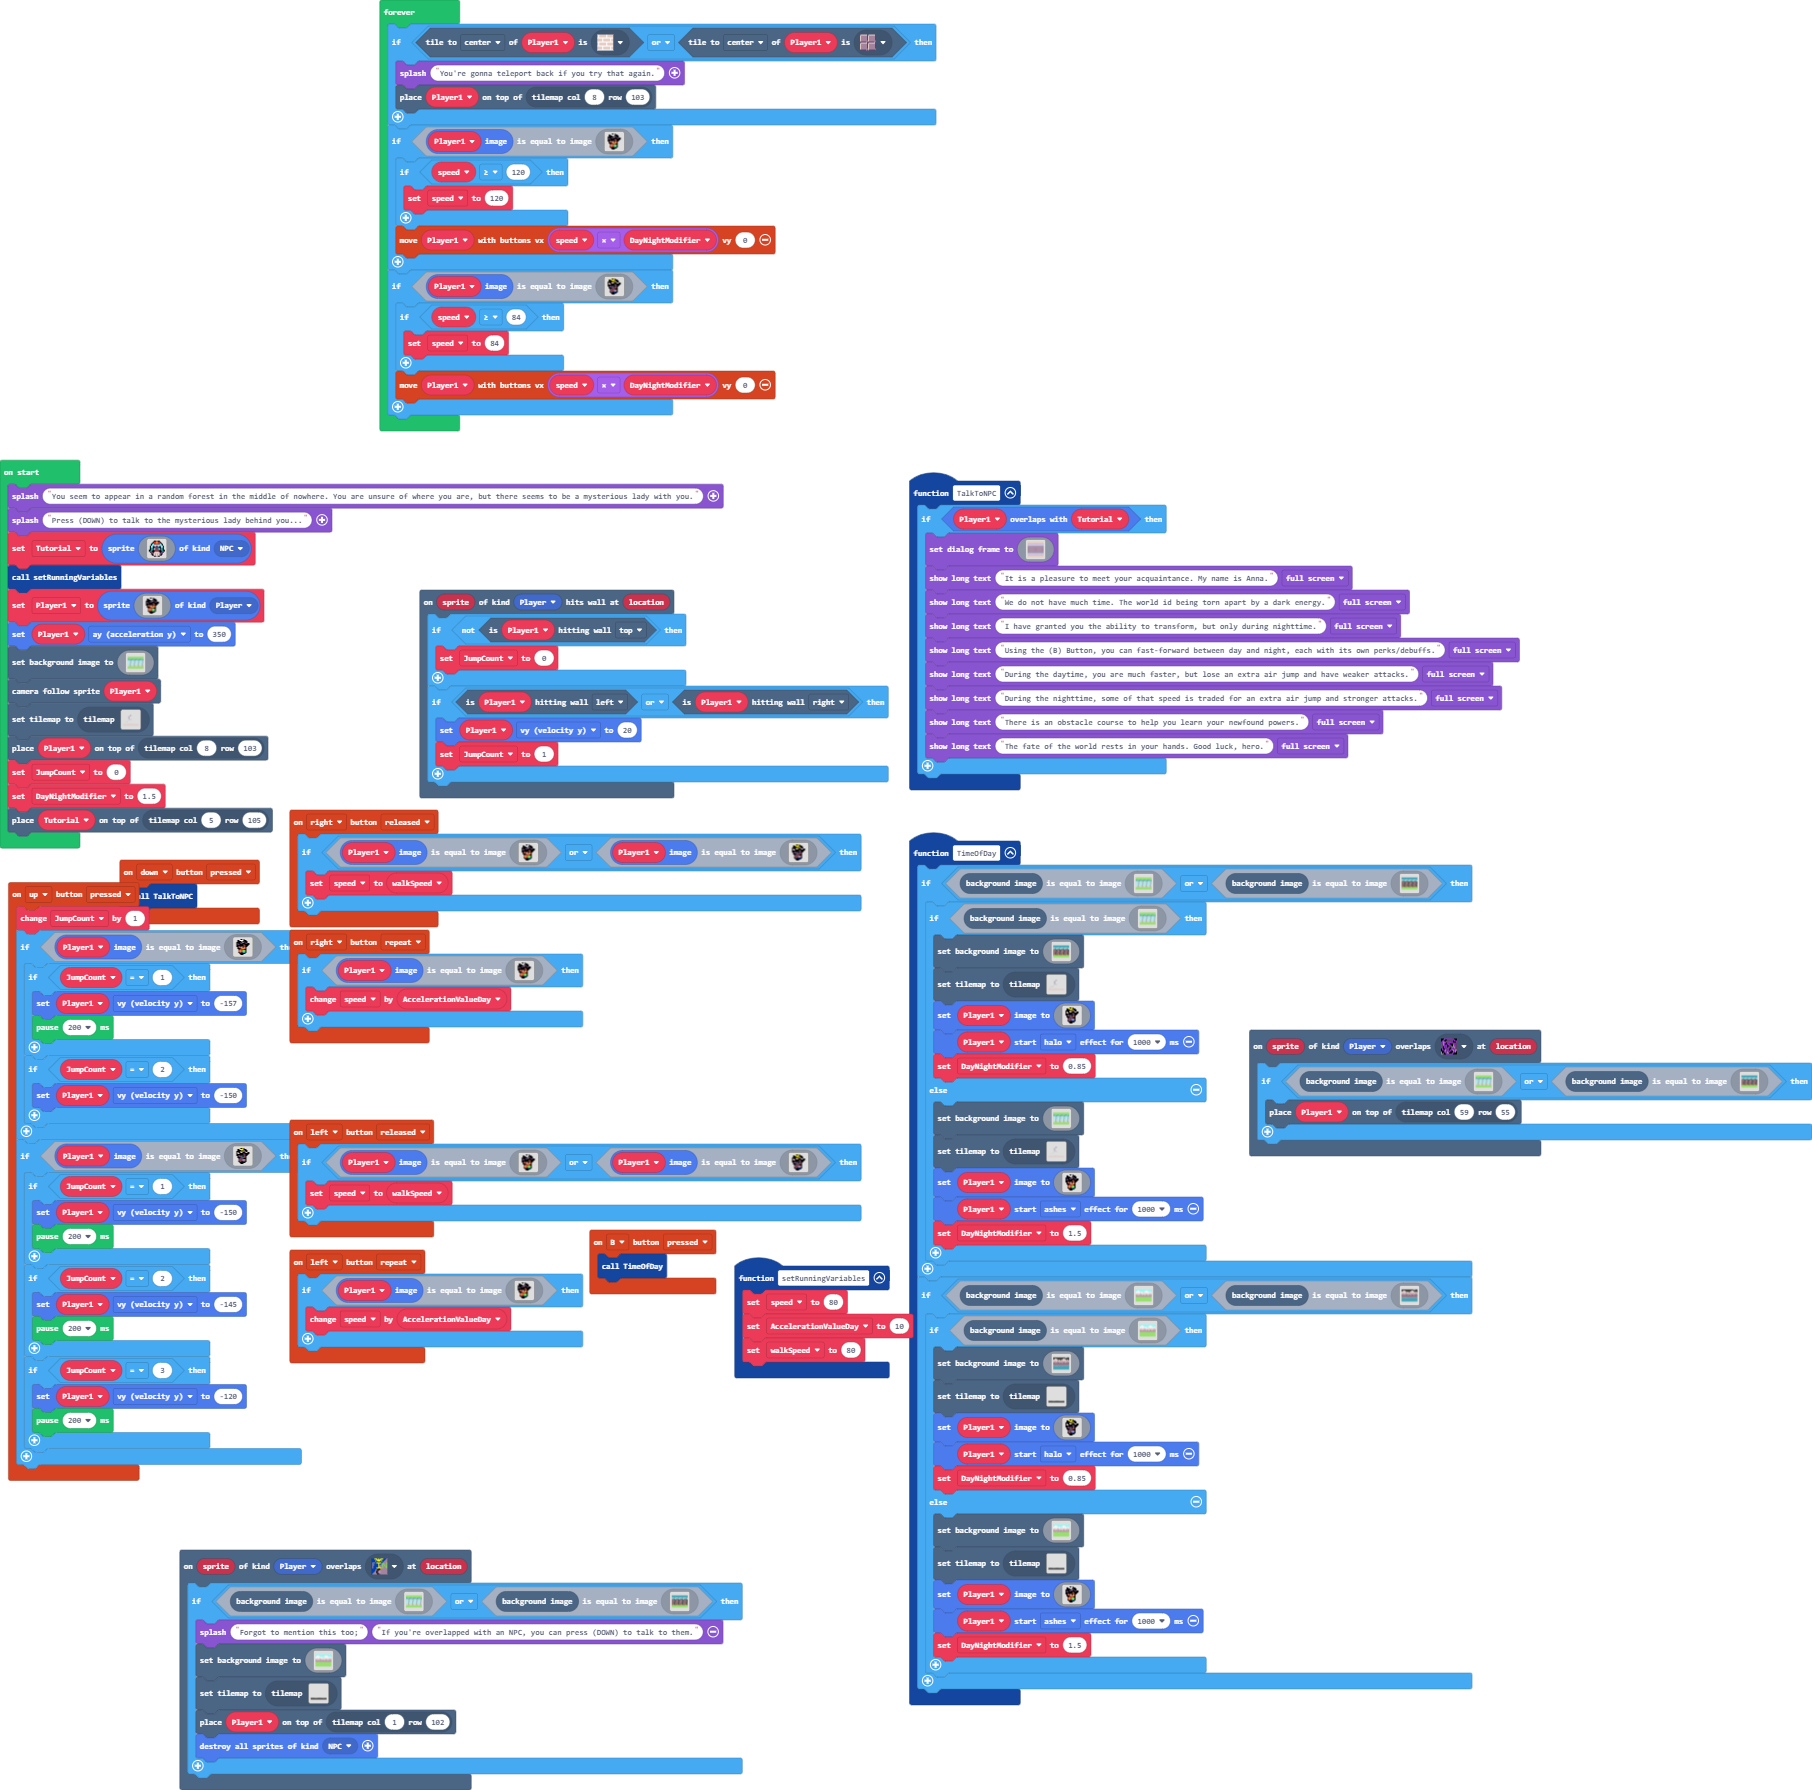 forever
if tile to center of Player1 is or tile to center of Player1 is then
splash "You're gonna teleport back if you try that again."
place Player1 on top of tilemap col 8 row 103
if Player1 image is equal to image then
if speed ≥ 120 then
set speed to 120
move Player1 with buttons vx speed × DayNightModifier vy 0
if Player1 image is equal to image then
if speed ≥ 84 then
set speed to 84
move Player1 with buttons vx speed × DayNightModifier vy 0
on start
splash "You seem to appear in a random forest in the middle of nowhere. You are unsure of where you are, but there seems to be a mysterious lady with you."
splash "Press (DOWN) to talk to the mysterious lady behind you..."
set Tutorial to sprite of kind NPC
call setRunningVariables
set Player1 to sprite of kind Player
set Player1 ay (acceleration y) to 350
set background image to
camera follow sprite Player1
set tilemap to tilemap
place Player1 on top of tilemap col 8 row 103
set JumpCount to 0
set DayNightModifier to 1.5
place Tutorial on top of tilemap col 5 row 105
on sprite of kind Player hits wall at location
if not is Player1 hitting wall top then
set JumpCount to 0
if is Player1 hitting wall left or is Player1 hitting wall right then
set Player1 vy (velocity y) to 20
set JumpCount to 1
function TalkToNPC
if Player1 overlaps with Tutorial then
set dialog frame to
show long text "It is a pleasure to meet your acquaintance. My name is Anna." full screen
show long text "We do not have much time. The world id being torn apart by a dark energy." full screen
show long text "I have granted you the ability to transform, but only during nighttime." full screen
show long text "Using the (B) Button, you can fast-forward between day and night, each with its own perks/debuffs." full screen
show long text "During the daytime, you are much faster, but lose an extra air jump and have weaker attacks." full screen
show long text "During the nighttime, some of that speed is traded for an extra air jump and stronger attacks." full screen
show long text "There is an obstacle course to help you learn your newfound powers." full screen
show long text "The fate of the world rests in your hands. Good luck, hero." full screen
on down button pressed
ll TalkToNPC
on up button pressed
change JumpCount by 1
if Player1 image is equal to image the
if JumpCount = 1 then
set Player1 vy (velocity y) to -157
pause 200 ms
if JumpCount = 2 then
set Player1 vy (velocity y) to -150
if Player1 image is equal to image the
if JumpCount = 1 then
set Player1 vy (velocity y) to -150
pause 200 ms
if JumpCount = 2 then
set Player1 vy (velocity y) to -145
pause 200 ms
if JumpCount = 3 then
set Player1 vy (velocity y) to -120
pause 200 ms
on right button released
if Player1 image is equal to image or Player1 image is equal to image then
set speed to walkSpeed
on right button repeat
if Player1 image is equal to image then
change speed by AccelerationValueDay
on left button released
if Player1 image is equal to image or Player1 image is equal to image then
set speed to walkSpeed
on left button repeat
if Player1 image is equal to image then
change speed by AccelerationValueDay
on B button pressed
call TimeOfDay
function setRunningVariables
set speed to 80
set AccelerationValueDay to 10
set walkSpeed to 80
function TimeOfDay
if background image is equal to image or background image is equal to image then
if background image is equal to image then
set background image to
set tilemap to tilemap
set Player1 image to
Player1 start halo effect for 1000 ms
set DayNightModifier to 0.85
else
set background image to
set tilemap to tilemap
set Player1 image to
Player1 start ashes effect for 1000 ms
set DayNightModifier to 1.5
if background image is equal to image or background image is equal to image then
if background image is equal to image then
set background image to
set tilemap to tilemap
set Player1 image to
Player1 start halo effect for 1000 ms
set DayNightModifier to 0.85
else
set background image to
set tilemap to tilemap
set Player1 image to
Player1 start ashes effect for 1000 ms
set DayNightModifier to 1.5
on sprite of kind Player overlaps at location
if background image is equal to image or background image is equal to image then
place Player1 on top of tilemap col 59 row 55
on sprite of kind Player overlaps at location
if background image is equal to image or background image is equal to image then
splash "Forgot to mention this too;" "If you're overlapped with an NPC, you can press (DOWN) to talk to them."
set background image to
set tilemap to tilemap
place Player1 on top of tilemap col 1 row 102
destroy all sprites of kind NPC